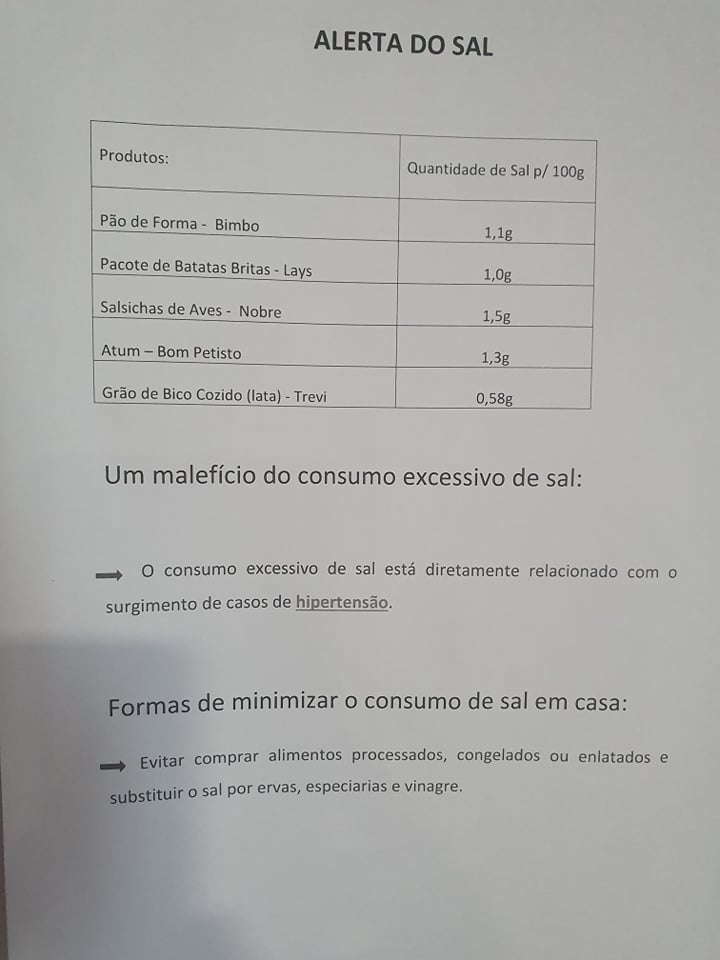 ALERTA DO SAL
Produtos:
Quantidade de Sal p/ 100g
Pão de Forma - Bimbo
1,1g
Pacote de Batatas Britas - Lays
1,0g
Salsichas de Aves - Nobre
1,5g
Atum – Bom Petisto
1,3g
Grão de Bico Cozido (lata) - Trevi
0,58g
Um malefício do consumo excessivo de sal:
➡ O consumo excessivo de sal está diretamente relacionado com o
surgimento de casos de hipertensão.
Formas de minimizar o consumo de sal em casa:
➡ Evitar comprar alimentos processados, congelados ou enlatados e
substituir o sal por ervas, especiarias e vinagre.